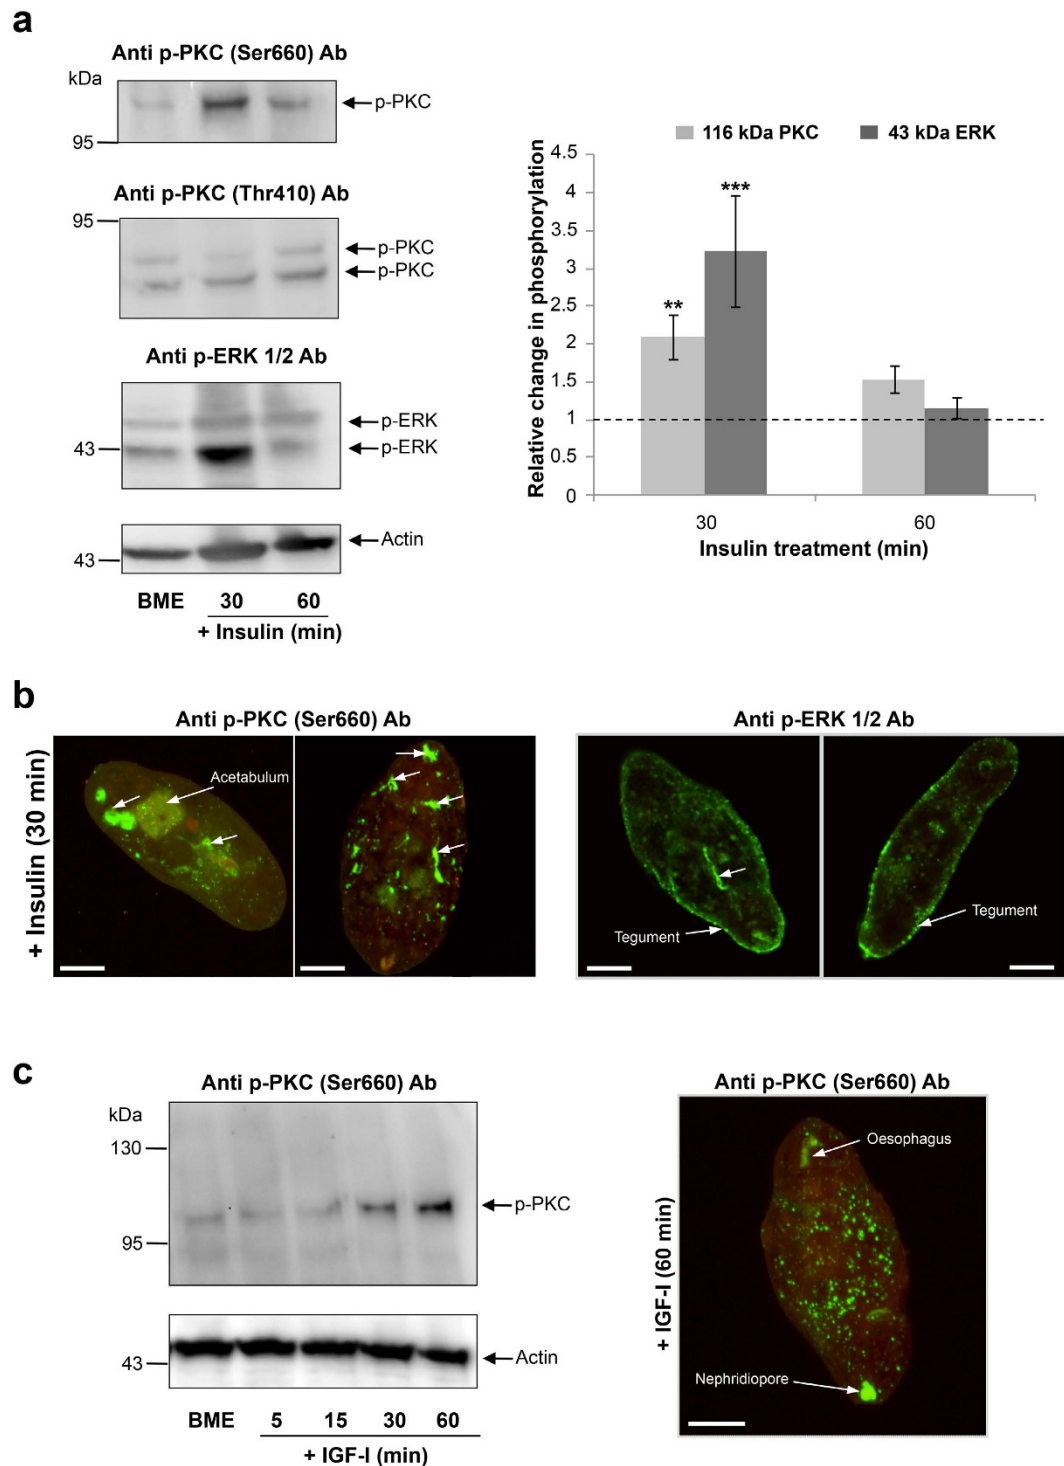 a
Anti p-PKC (Ser660) Ab
kDa
p-PKC
95
Anti p-PKC (Thr410) Ab
95
p-PKC
p-PKC
Anti p-ERK 1/2 Ab
p-ERK
43
p-ERK
Actin
43
BME 30 60
+ Insulin (min)
116 kDa PKC 43 kDa ERK
Relative change in phosphorylation
4.5
4
3.5
3
2.5
2
1.5
1
0.5
0
**
***
30 60
Insulin treatment (min)
b
Anti p-PKC (Ser660) Ab
Anti p-ERK 1/2 Ab
+ Insulin (30 min)
Acetabulum
Tegument
Tegument
c
Anti p-PKC (Ser660) Ab
kDa
130
p-PKC
95
43
Actin
BME 5 15 30 60
+ IGF-I (min)
Anti p-PKC (Ser660) Ab
+ IGF-I (60 min)
Oesophagus
Nephridiopore